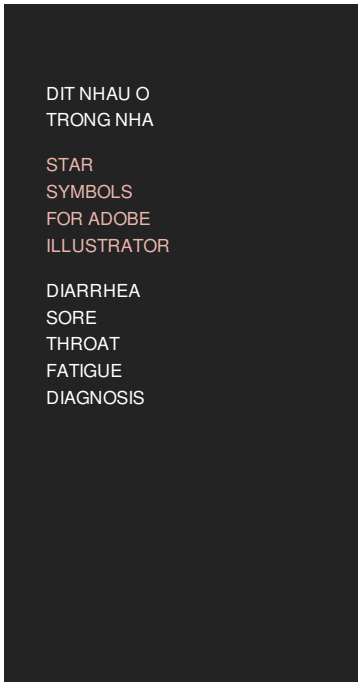 DIT NHAU O
TRONG NHA
STAR
SYMBOLS
FOR ADOBE
ILLUSTRATOR
DIARRHEA
SORE
THROAT
FATIGUE
DIAGNOSIS